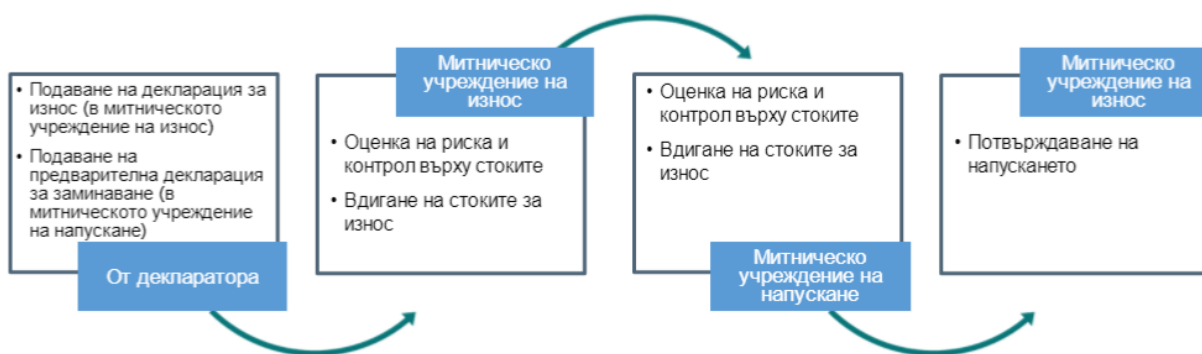 • Подаване на декларация за
износ (в митническото
учреждение на износ)
• Подаване на
предварителна декларация
за заминаване (в
митническото учреждение
на напускане)
От декларатора
Митническо
учреждение на
износ
• Оценка на риска и
контрол върху стоките
• Вдигане на стоките за
износ
• Оценка на риска и
контрол върху стоките
• Вдигане на стоките за
износ
Митническо
учреждение на
напускане
Митническо
учреждение на
износ
• Потвърждаване на
напускането